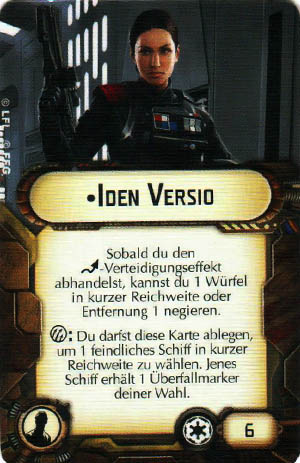 © LFL © FFG
•Iden Versio
Sobald du den
-Verteidigungseffekt
abhandelst, kannst du 1 Würfel
in kurzer Reichweite oder
Entfernung 1 negieren.
: Du darfst diese Karte ablegen,
um 1 feindliches Schiff in kurzer
Reichweite zu wählen. Jenes
Schiff erhält 1 Überfallmarker
deiner Wahl.
6